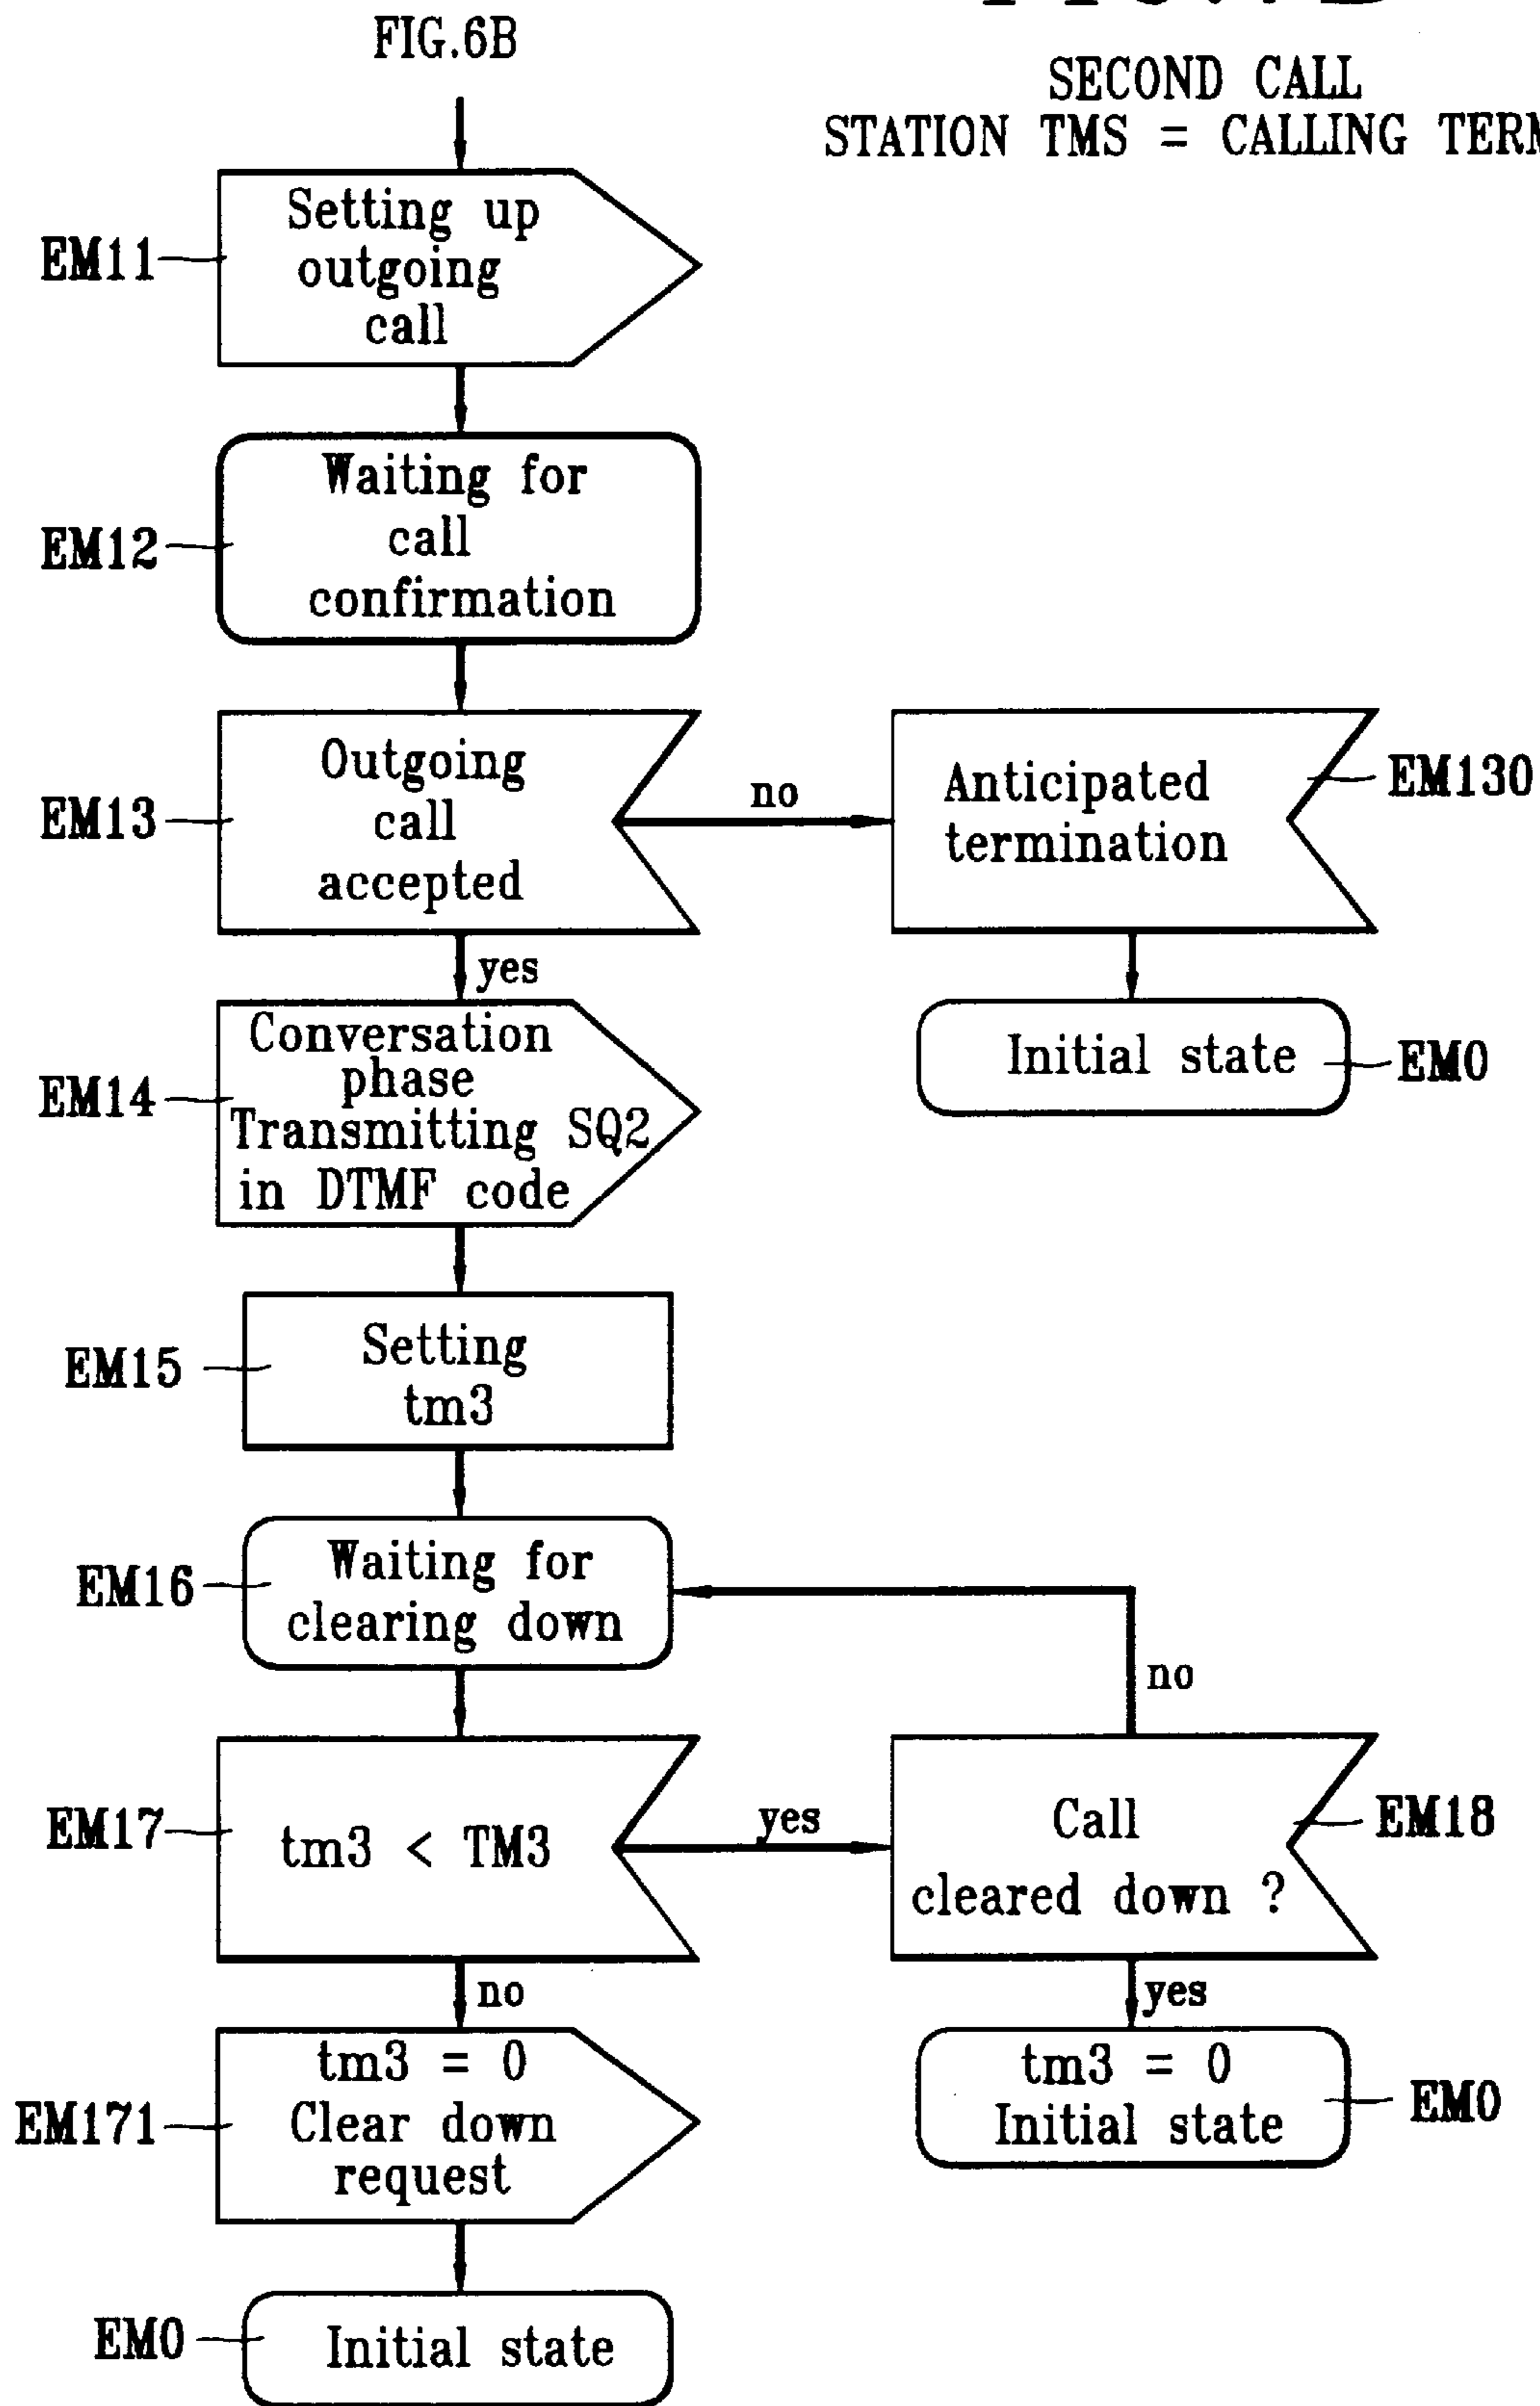 FIG.6B
SECOND CALL
STATION TMS = CALLING
EM11
Setting up
outgoing
call
EM12
Waiting for
call
confirmation
EM13
Outgoing
call
accepted
no
Anticipated
termination
EM130
yes
EM14
Conversation
phase
Transmitting SQ2
in DTMF code
Initial state
EM0
EM15
Setting
tm3
EM16
Waiting for
clearing down
no
EM17
tm3 < TM3
yes
Call
cleared down ?
EM18
no
yes
EM171
tm3 = 0
Clear down
request
tm3 = 0
Initial state
EM0
EM0
Initial state